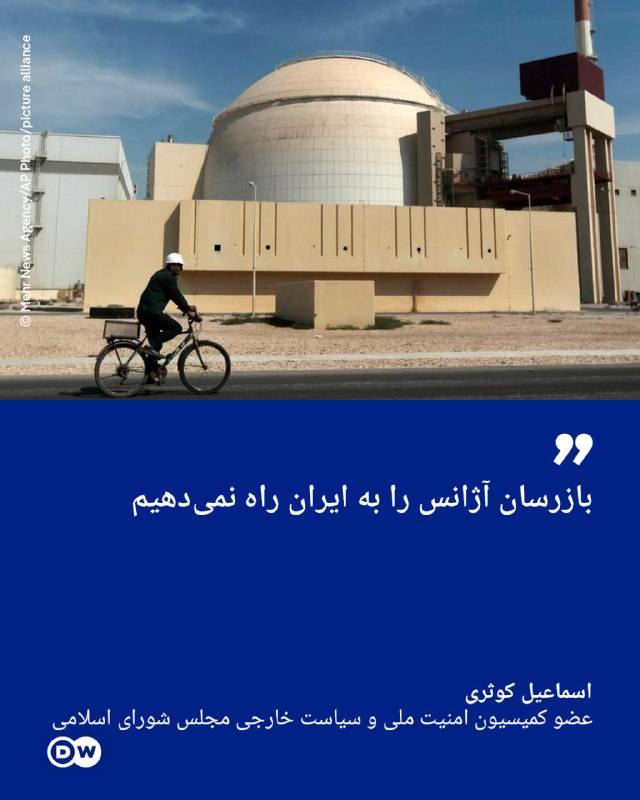 © Mehr News Agency/AP Photo/picture alliance
”
بازرسان آژانس را به ایران راه نمی‌دهیم
اسماعیل کوثری
عضو کمیسیون امنیت ملی و سیاست خارجی مجلس شورای اسلامی
DW